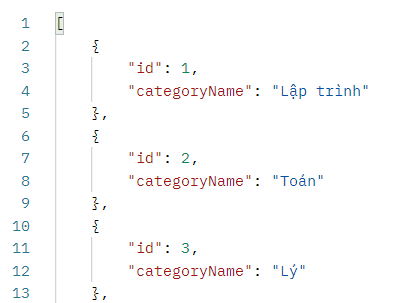 1 [
2 {
3 "id": 1,
4 "categoryName": "Lập trình"
5 },
6 {
7 "id": 2,
8 "categoryName": "Toán"
9 },
10 {
11 "id": 3,
12 "categoryName": "Lý"
13 },